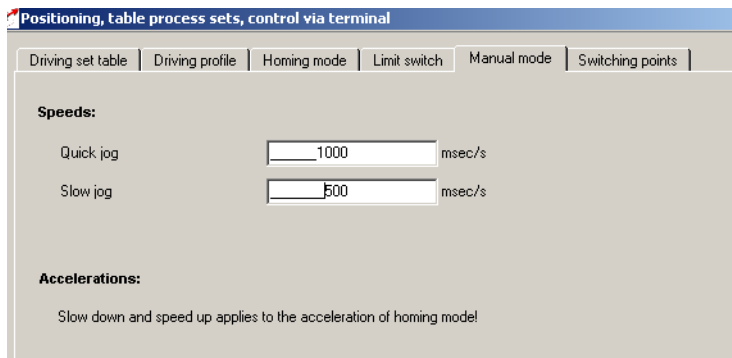 Positioning, table process sets, control via terminal
Driving set table Driving profile Homing mode Limit switch Manual mode Switching points
Speeds:
Quick jog ______1000 msec/s
Slow jog _______500 msec/s
Accelerations:
Slow down and speed up applies to the acceleration of homing mode!